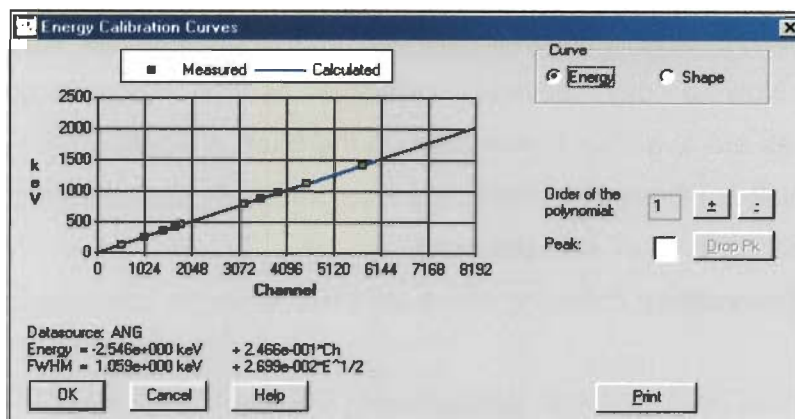 Energy Calibration Curves
Measured
Calculated
2500
2000
1500
1000
500
0
keV
0 1024 2048 3072 4096 5120 6144 7168 8192
Channel
Curve
Energy
Shape
Order of the polynomial:
1
+
-
Peak:
Drop Pk
Datasource: ANG
Energy = -2.546e+000 keV + 2.466e-001*Ch
FWHM = 1.059e+000 keV + 2.699e-002*E^1/2
OK
Cancel
Help
Print